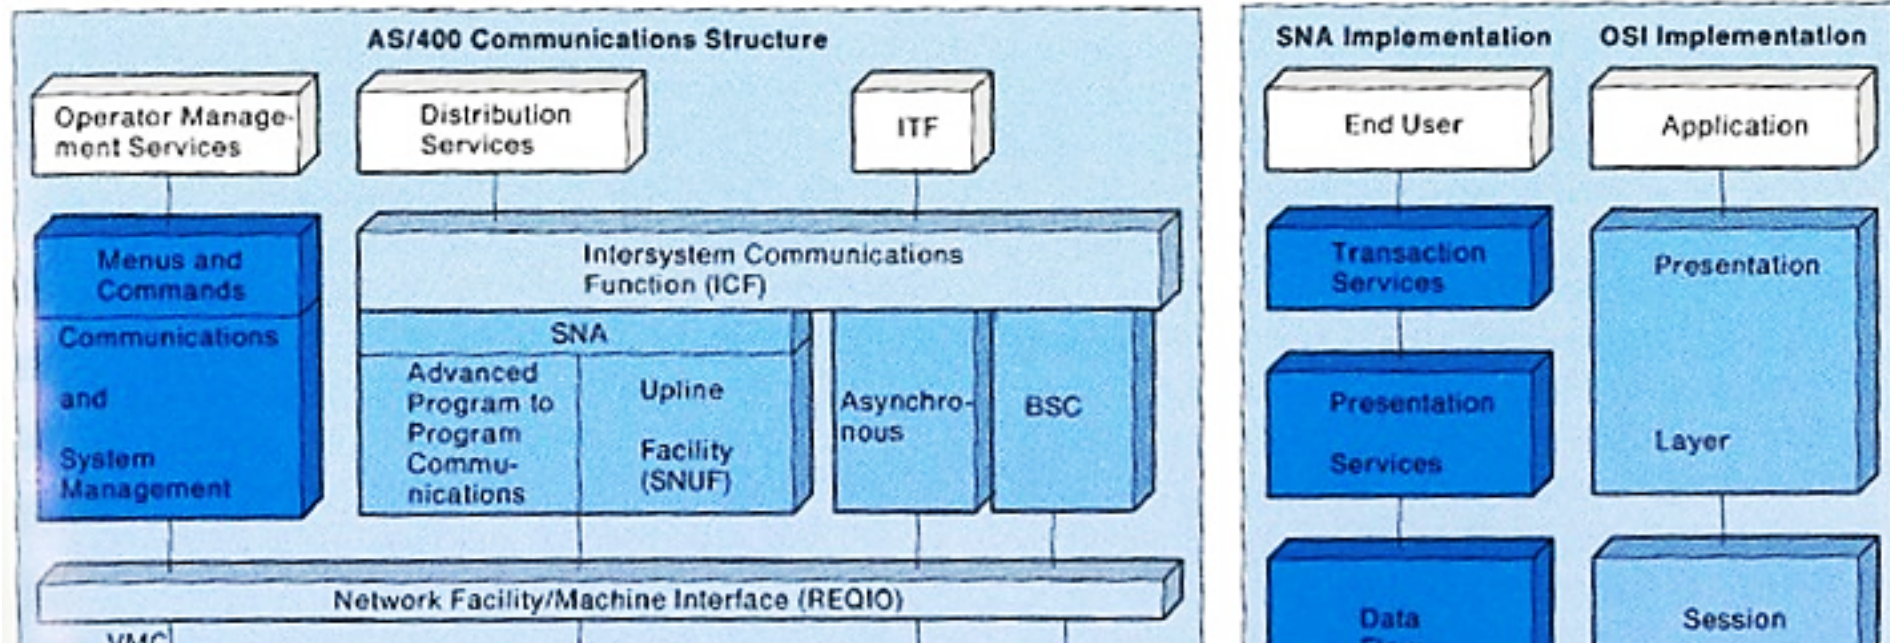 AS/400 Communications Structure
Operator Manage-
ment Services
Distribution
Services
ITF
Menus and
Commands
Communications
and
System
Management
Intersystem Communications
Function (ICF)
SNA
Advanced
Program to
Program
Commu-
nications
Upline
Facility
(SNUF)
Asynchro-
nous
BSC
Network Facility/Machine Interface (REQIO)
VMC
SNA Implementation
OSI Implementation
End User
Application
Transaction
Services
Presentation
Layer
Presentation
Services
Data
Session